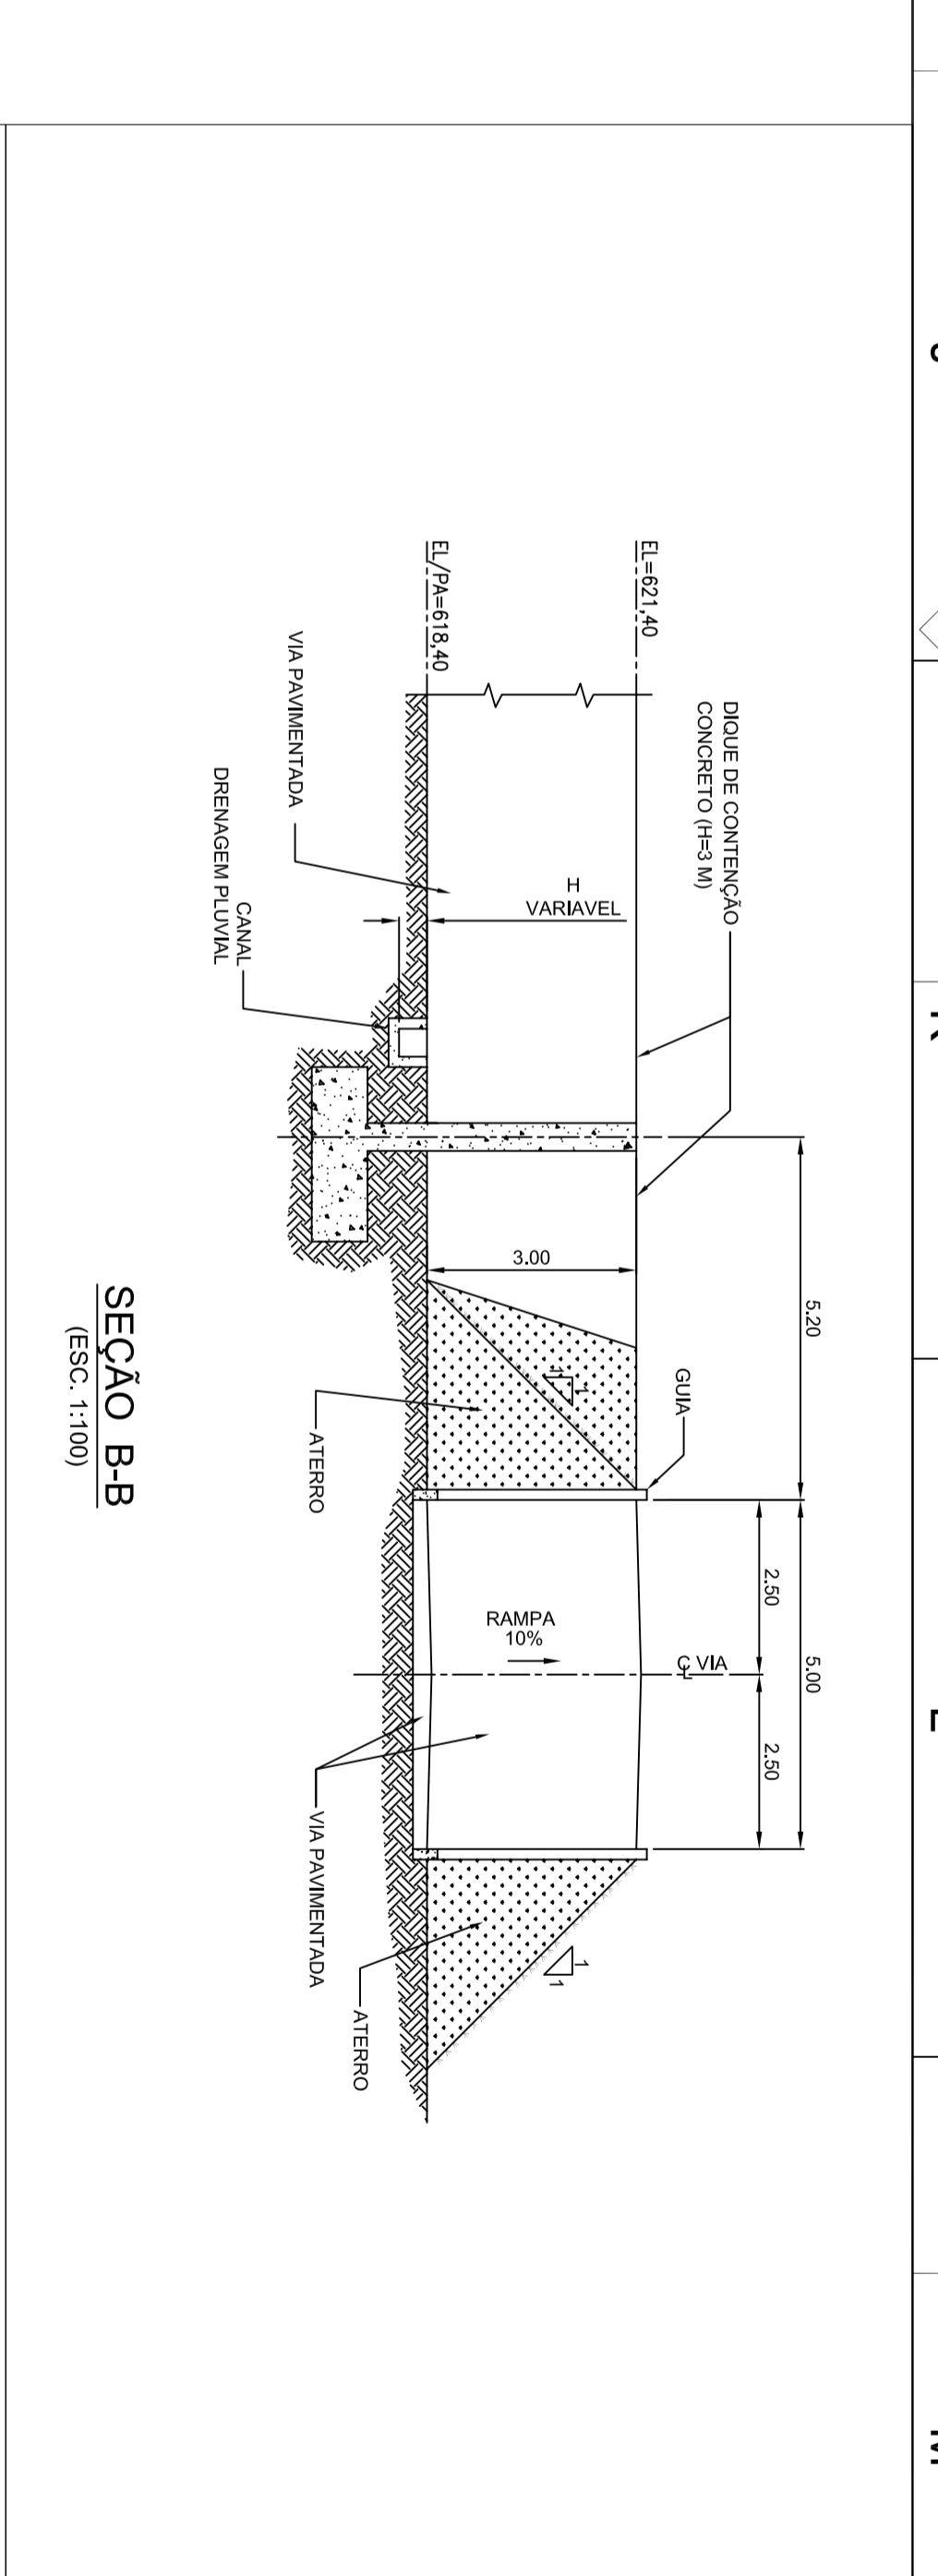 EL=621,40
EL/PA=618,40
DIQUE DE CONTENÇÃO
CONCRETO (H=3 M)
H
VARIAVEL
VIA PAVIMENTADA
CANAL
DRENAGEM PLUVIAL
5.20
3.00
GUIA
1
1
ATERRO
2.50
5.00
2.50
RAMPA
10%
℄ VIA
VIA PAVIMENTADA
1
1
ATERRO
SEÇÃO B-B
(ESC. 1:100)